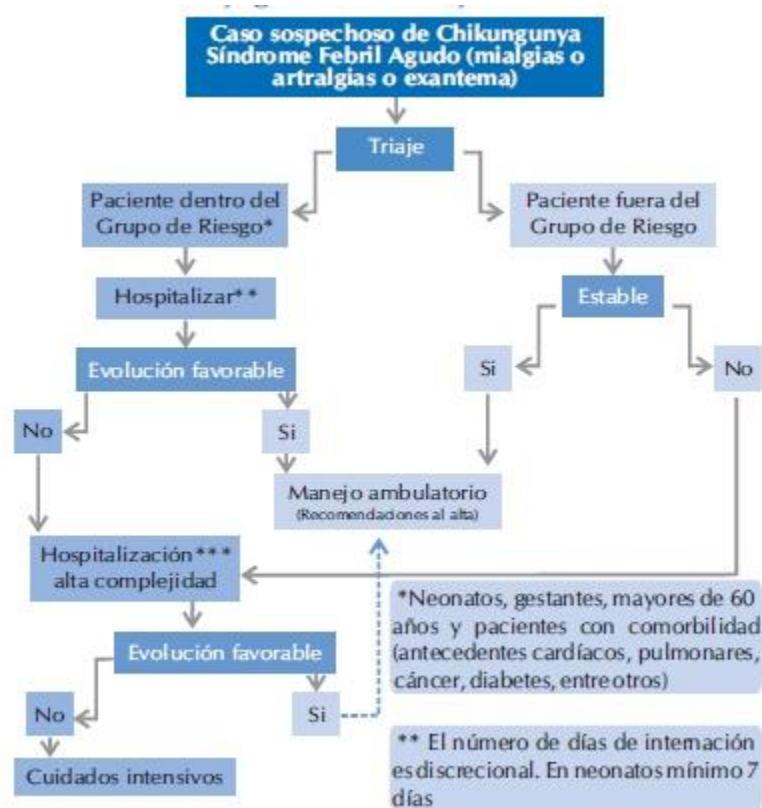 Caso sospechoso de Chikungunya
Síndrome Febril Agudo (mialgias o
artralgias o exantema)
Triaje
Paciente dentro del
Grupo de Riesgo*
Paciente fuera del
Grupo de Riesgo
Hospitalizar**
Estable
Evolución favorable
Si
No
No
Si
Manejo ambulatorio
(Recomendaciones al alta)
Hospitalización***
alta complejidad
*Neonatos, gestantes, mayores de 60
años y pacientes con comorbilidad
(antecedentes cardíacos, pulmonares,
cáncer, diabetes, entre otros)
Evolución favorable
No
Si
Cuidados intensivos
** El número de días de internación
es discrecional. En neonatos mínimo 7
días